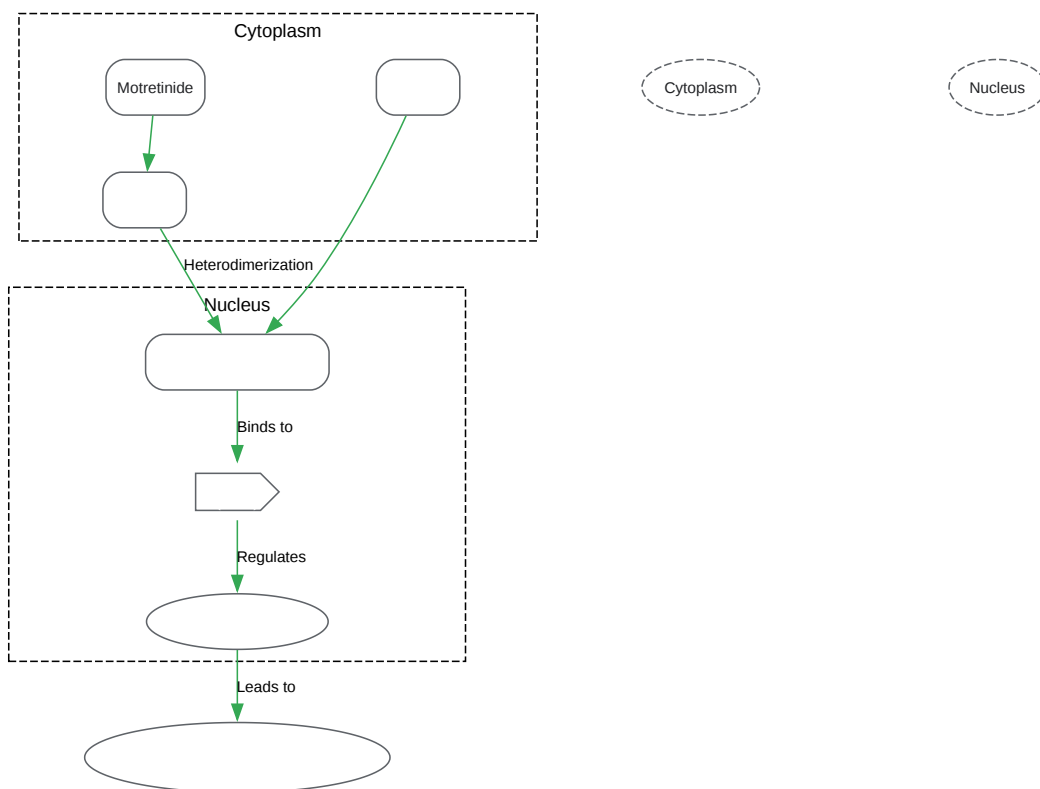 Cytoplasm
Motretinide
Cytoplasm
Nucleus
Heterodimerization
Nucleus
Binds to
Regulates
Leads to